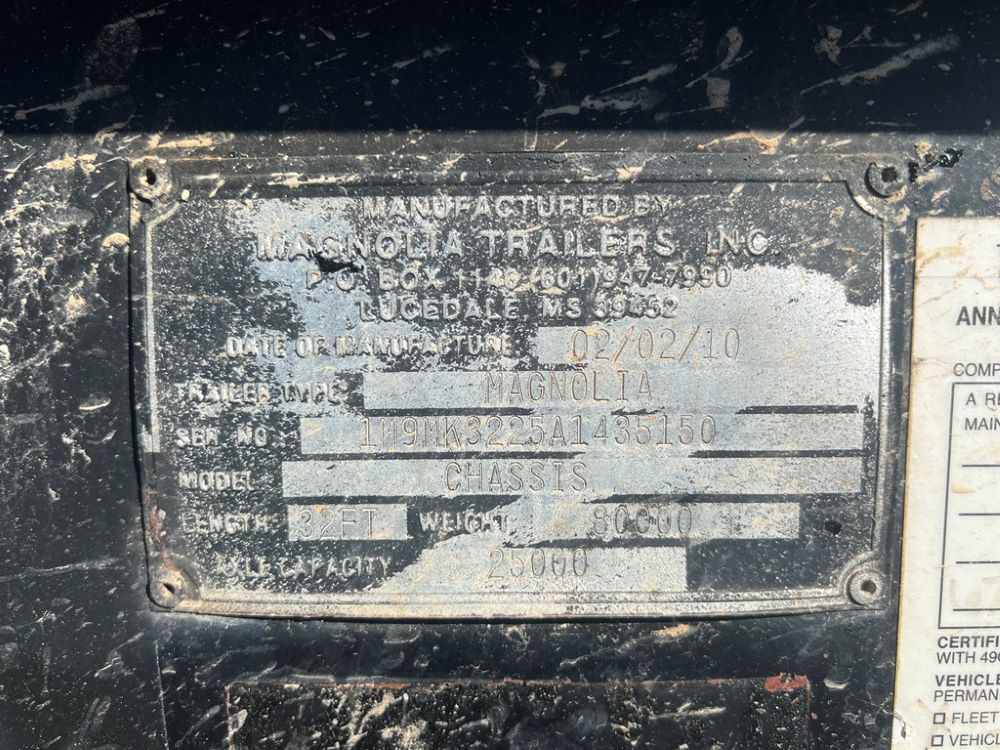 MANUFACTURED BY
MAGNOLIA TRAILERS, INC.
P.O. BOX 1146 (601)947-7990
LUCEDALE, MS 39452
DATE OF MANUFACTURE 02/02/10
TRAILER TYPE MAGNOLIA
SER NO 1M9MK3225A1435150
MODEL CHASSIS
LENGTH 32FT WEIGHT 80000
AXLE CAPACITY 25000
ANN
COMP
A RE
MAIN
CERTIFI
WITH 49
VEHICLE
PERMAN
FLEET
VEHICL